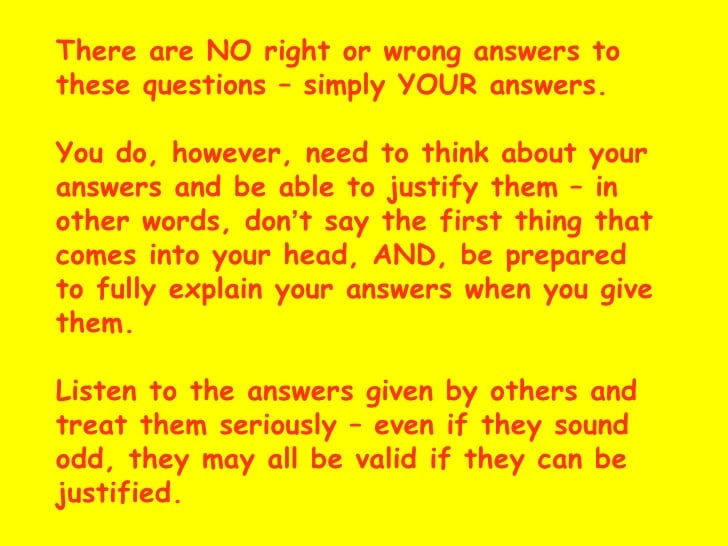 There are NO right or wrong answers to
these questions – simply YOUR answers.
You do, however, need to think about your
answers and be able to justify them – in
other words, don’t say the first thing that
comes into your head, AND, be prepared
to fully explain your answers when you give
them.
Listen to the answers given by others and
treat them seriously – even if they sound
odd, they may all be valid if they can be
justified.